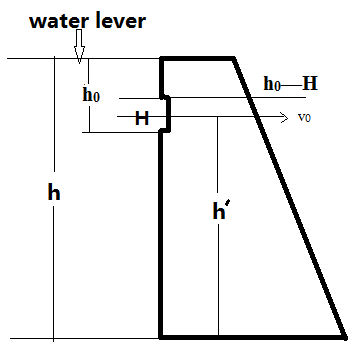 water lever
h₀
h₀—H
H
v₀
h
h′